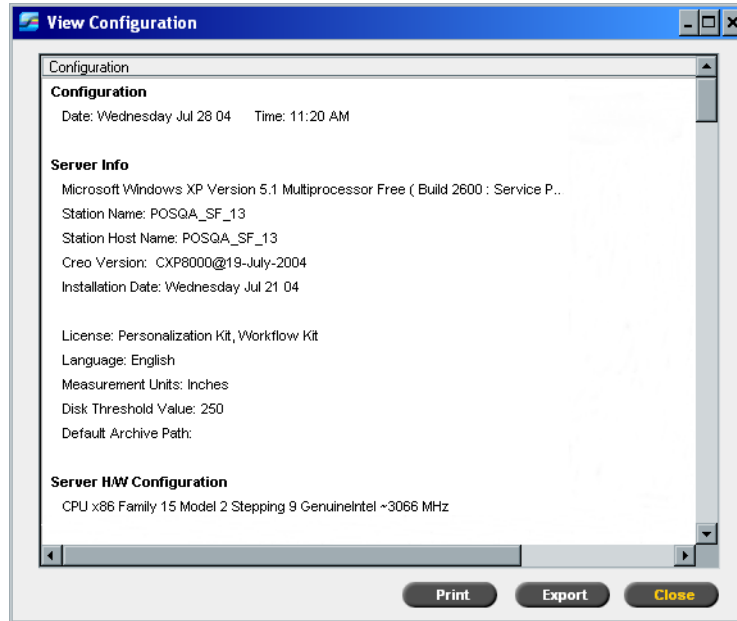 View Configuration
Configuration
Configuration
Date: Wednesday Jul 28 04 Time: 11:20 AM
Server Info
Microsoft Windows XP Version 5.1 Multiprocessor Free ( Build 2600 : Service P..
Station Name: POSQA_SF_13
Station Host Name: POSQA_SF_13
Creo Version: CXP8000@19-July-2004
Installation Date: Wednesday Jul 21 04
License: Personalization Kit, Workflow Kit
Language: English
Measurement Units: Inches
Disk Threshold Value: 250
Default Archive Path:
Server H/W Configuration
CPU x86 Family 15 Model 2 Stepping 9 GenuineIntel ~3066 MHz
Print Export Close